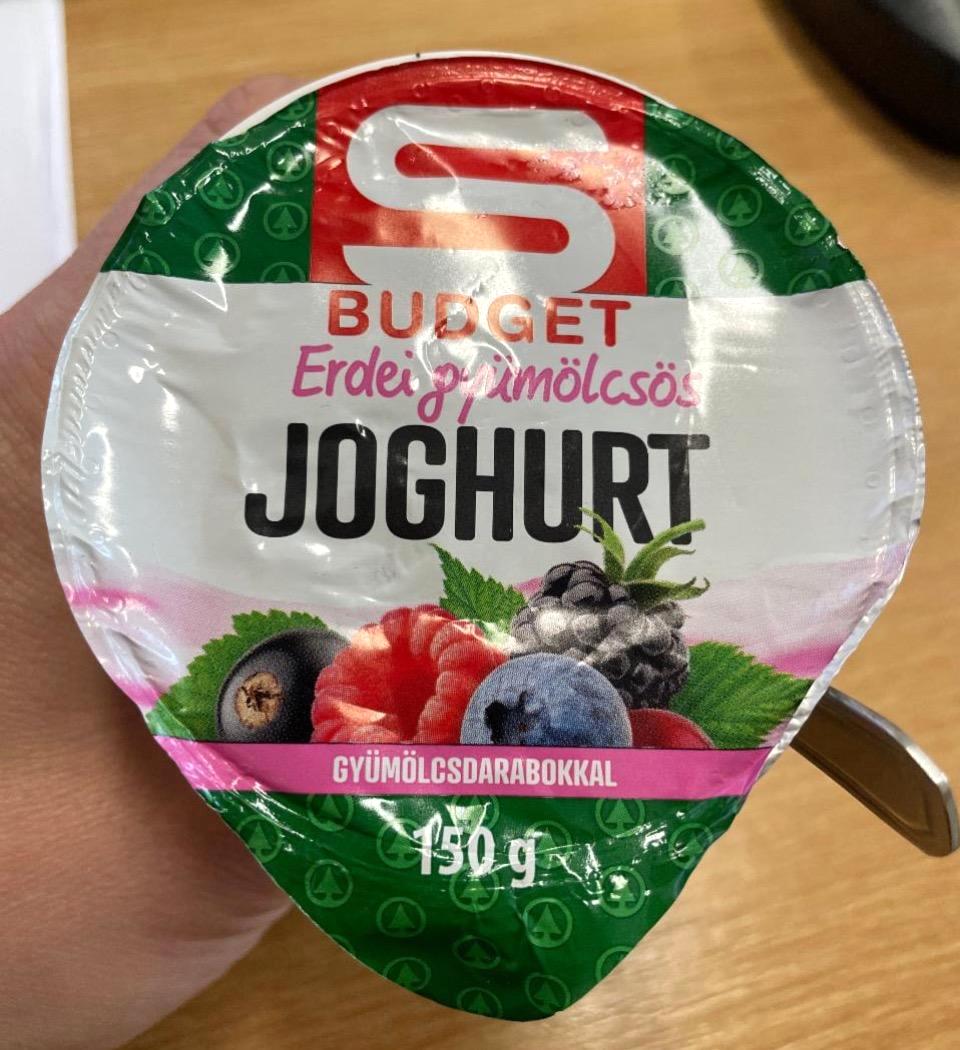 S
BUDGET
Erdei gyümölcsös
JOGHURT
GYÜMÖLCSDARABOKKAL
150 g